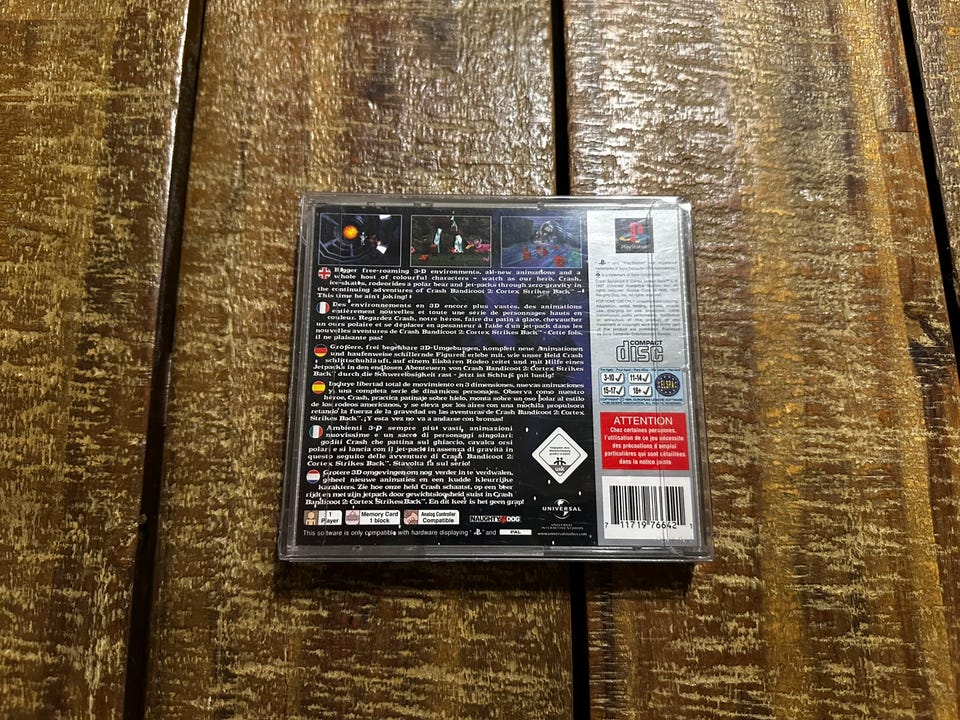 Bigger free-roaming 3-D environments, all-new animations and a
whole host of colourful characters - watch as our hero, Crash,
ice-skates, rodeorides a polar bear and jet-packs through zero-gravity in
the continuing adventures of Crash Bandicoot 2: Cortex Strikes Back™ -
This time he ain't joking!
Des environnements en 3D encore plus vastes, des animations
entièrement nouvelles et toute une série de personnages hauts en
couleur. Regardez Crash, notre héros, faire du patin à glace, chevaucher
un ours polaire et se déplacer en apesanteur à l'aide d'un jet-pack dans les
nouvelles aventures de Crash Bandicoot 2: Cortex Strikes Back™ - Cette fois,
il ne plaisante pas!
Größere, frei begehbare 3D-Umgebungen, komplett neue Animationen
und haufenweise schillernde Figuren: erlebe mit, wie unser Held Crash
schlittschuhläuft, auf einem Eisbären Rodeo reitet und mit Hilfe eines
Jetpacks in den endlosen Abenteuern von Crash Bandicoot 2: Cortex Strikes
Back™ durch die Schwerelosigkeit rast - jetzt ist Schluß mit lustig!
Incluye libertad total de movimiento en 3 dimensiones, nuevas animaciones
y una completa serie de dinámicos personajes. Observa como nuestro
héroe, Crash, practica patinaje sobre hielo, monta sobre un oso polar al estilo
de los rodeos americanos, y se eleva por los aires con una mochila propulsora
retando la fuerza de la gravedad en las aventuras de Crash Bandicoot 2: Cortex
Strikes Back™. ¡Y esta vez no va a andarse con bromas!
Ambienti 3-D sempre più vasti, animazioni
nuovissime e un sacco di personaggi singolari:
goditi Crash che pattina sul ghiaccio, cavalca orsi
polari e si lancia con il jet-pack in assenza di gravità in
questo seguito delle avventure di Crash Bandicoot 2:
Cortex Strikes Back™. Stavolta fa sul serio!
Grotere 3D omgevingen om nog verder in te verdwalen,
geheel nieuwe animaties en een kudde kleurrijke
karakters. Zie hoe onze held Crash schaatst, op een beer
rijdt en met zijn jetpack door gewichtsloosheid suist in Crash
Bandicoot 2: Cortex Strikes Back™. En dit keer is het geen grap!
1 Player
Memory Card 1 block
Analog Controller Compatible
NAUGHTY DOG
This software is only compatible with hardware displaying
and
PAL
UNIVERSAL
UNIVERSAL
INTERACTIVE STUDIOS
www.universalstudios.com
PlayStation
COMPACT
disc
3-10
11-14
15-17
18+
ELSPA
ATTENTION
Chez certaines personnes,
l'utilisation de ce jeu nécessite
des précautions d'emploi
particulières qui sont détaillées
dans la notice jointe
7 11719 76642